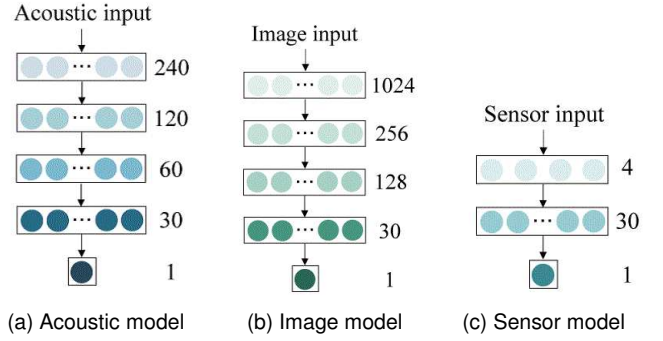 Acoustic input
240
120
60
30
1
(a) Acoustic model
Image input
1024
256
128
30
1
(b) Image model
Sensor input
4
30
1
(c) Sensor model